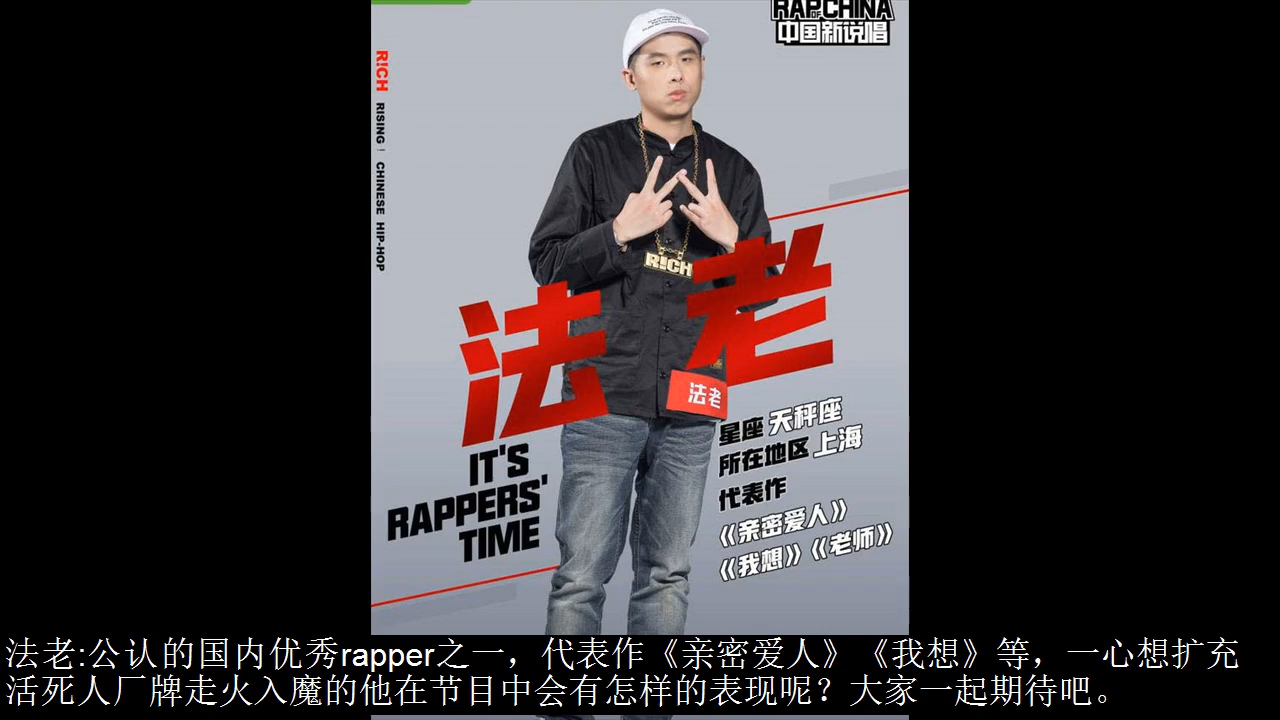 RAP OF CHINA
中国新说唱
R!CH RISING! CHINESE HIP-HOP
R!CH
法老
法老
IT'S
RAPPERS'
TIME
星座 天秤座
所在地区 上海
代表作
《亲密爱人》
《我想》《老师》
法老:公认的国内优秀rapper之一，代表作《亲密爱人》《我想》等，一心想扩充
活死人厂牌走火入魔的他在节目中会有怎样的表现呢？大家一起期待吧。